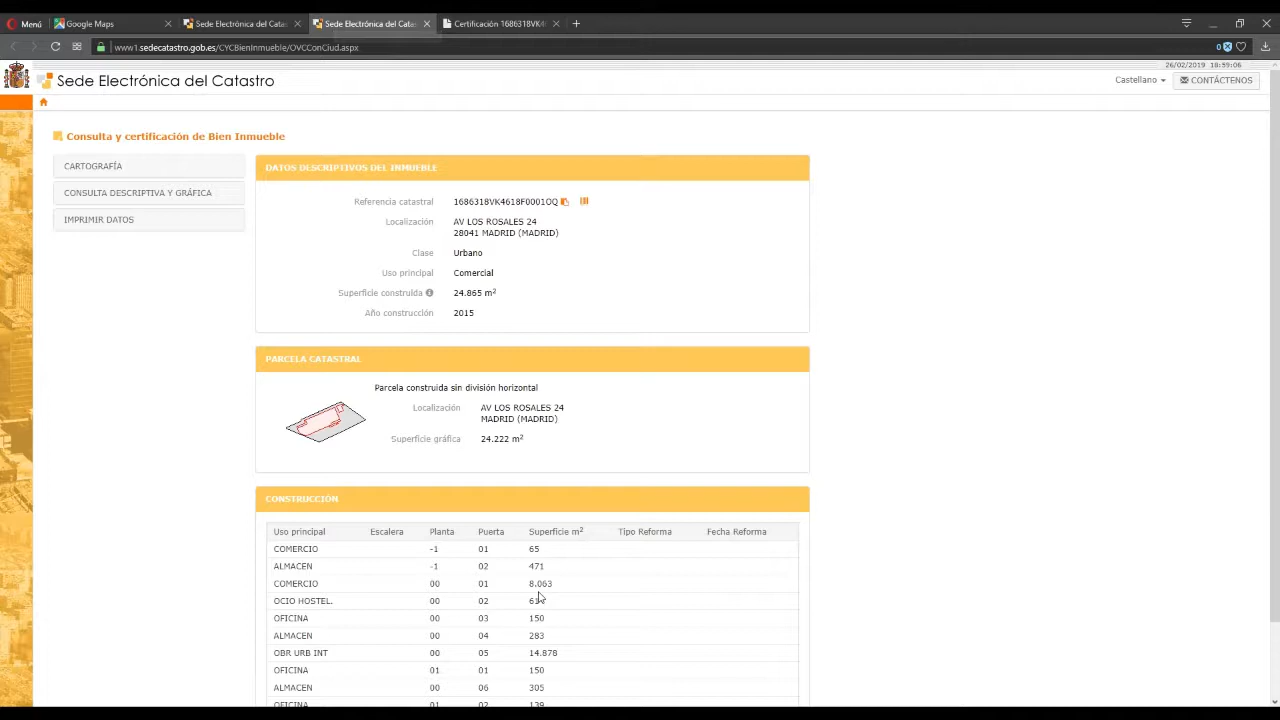 Menú
Google Maps
Sede Electrónica del Catas
Sede Electrónica del Catas
Certificación 1686318VK4
www1.sedecatastro.gob.es/CYCBienInmueble/OVCConCiud.aspx
0
26/02/2019 18:59:06
Sede Electrónica del Catastro
Castellano
CONTÁCTENOS
Consulta y certificación de Bien Inmueble
CARTOGRAFÍA
CONSULTA DESCRIPTIVA Y GRÁFICA
IMPRIMIR DATOS
DATOS DESCRIPTIVOS DEL INMUEBLE
Referencia catastral 1686318VK4618F0001OQ
Localización AV LOS ROSALES 24
28041 MADRID (MADRID)
Clase Urbano
Uso principal Comercial
Superficie construida 24.865 m²
Año construcción 2015
PARCELA CATASTRAL
Parcela construida sin división horizontal
Localización AV LOS ROSALES 24
MADRID (MADRID)
Superficie gráfica 24.222 m²
CONSTRUCCIÓN
Uso principal Escalera Planta Puerta Superficie m² Tipo Reforma Fecha Reforma
COMERCIO -1 01 65
ALMACEN -1 02 471
COMERCIO 00 01 8.063
OCIO HOSTEL. 00 02
OFICINA 00 03 150
ALMACEN 00 04 283
OBR URB INT 00 05 14.878
OFICINA 01 01 150
ALMACEN 00 06 305
OFICINA 01 02 139